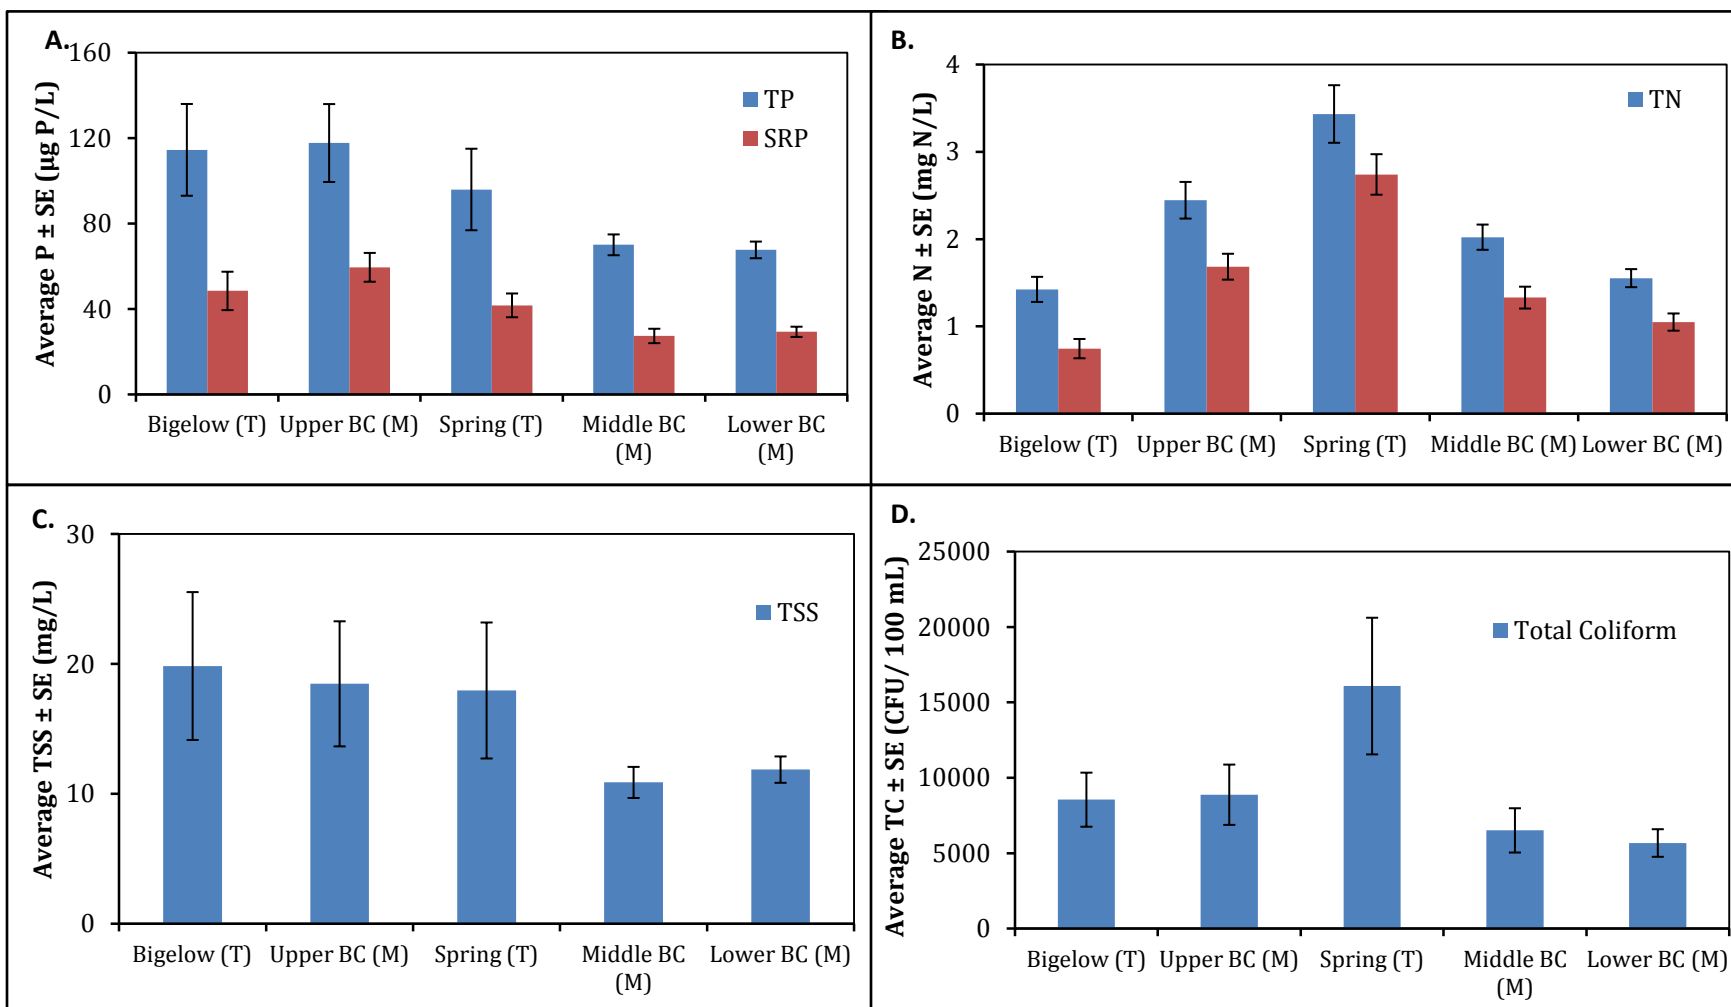 A.
Average P ± SE (µg P/L)
160
120
80
40
0
TP
SRP
Bigelow (T) Upper BC (M) Spring (T) Middle BC (M) Lower BC (M)
B.
Average N ± SE (mg N/L)
4
3
2
1
0
TN
Bigelow (T) Upper BC (M) Spring (T) Middle BC (M) Lower BC (M)
C.
Average TSS ± SE (mg/L)
30
20
10
0
TSS
Bigelow (T) Upper BC (M) Spring (T) Middle BC (M) Lower BC (M)
D.
Average TC ± SE (CFU/ 100 mL)
25000
20000
15000
10000
5000
0
Total Coliform
Bigelow (T) Upper BC (M) Spring (T) Middle BC (M) Lower BC (M)